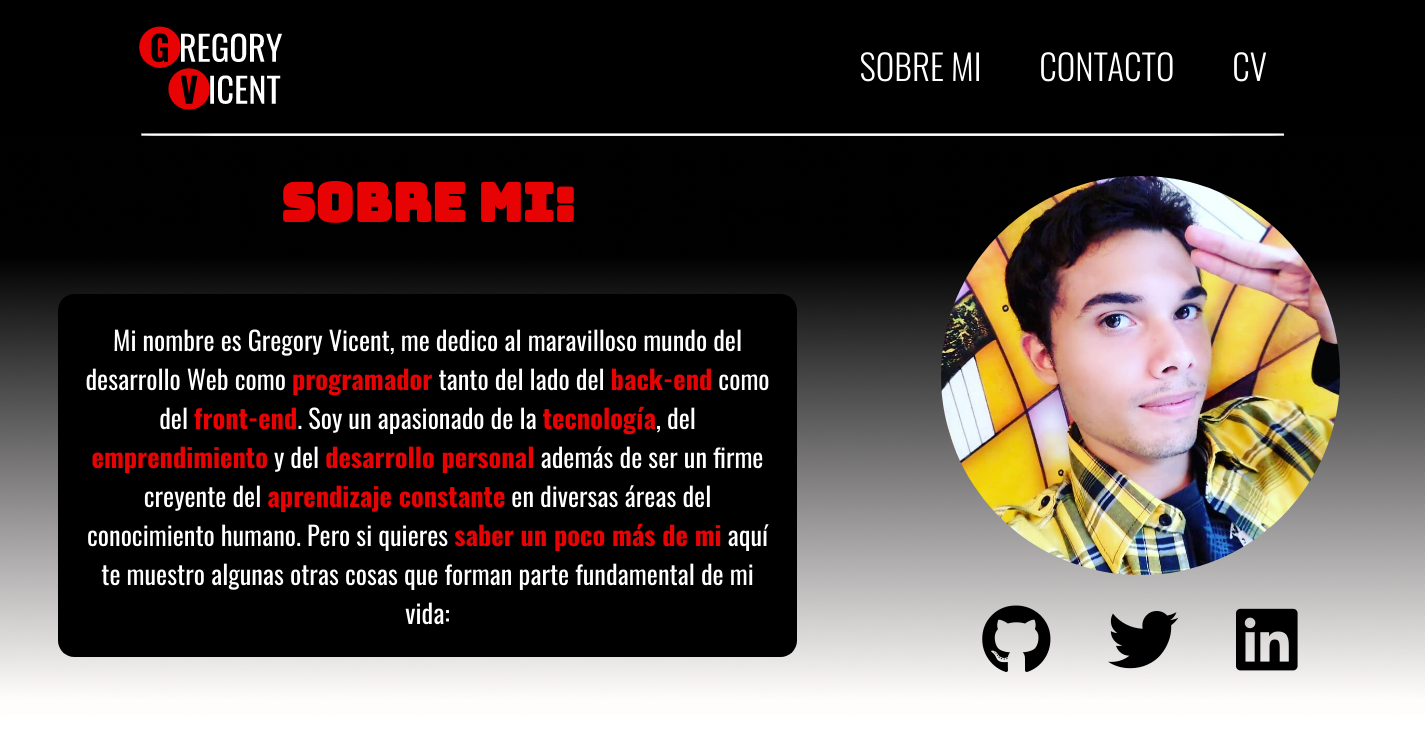 GREGORY
VICENT
SOBRE MI CONTACTO CV
SOBRE MI:
Mi nombre es Gregory Vicent, me dedico al maravilloso mundo del
desarrollo Web como programador tanto del lado del back-end como
del front-end. Soy un apasionado de la tecnología, del
emprendimiento y del desarrollo personal además de ser un firme
creyente del aprendizaje constante en diversas áreas del
conocimiento humano. Pero si quieres saber un poco más de mi aquí
te muestro algunas otras cosas que forman parte fundamental de mi
vida:
in